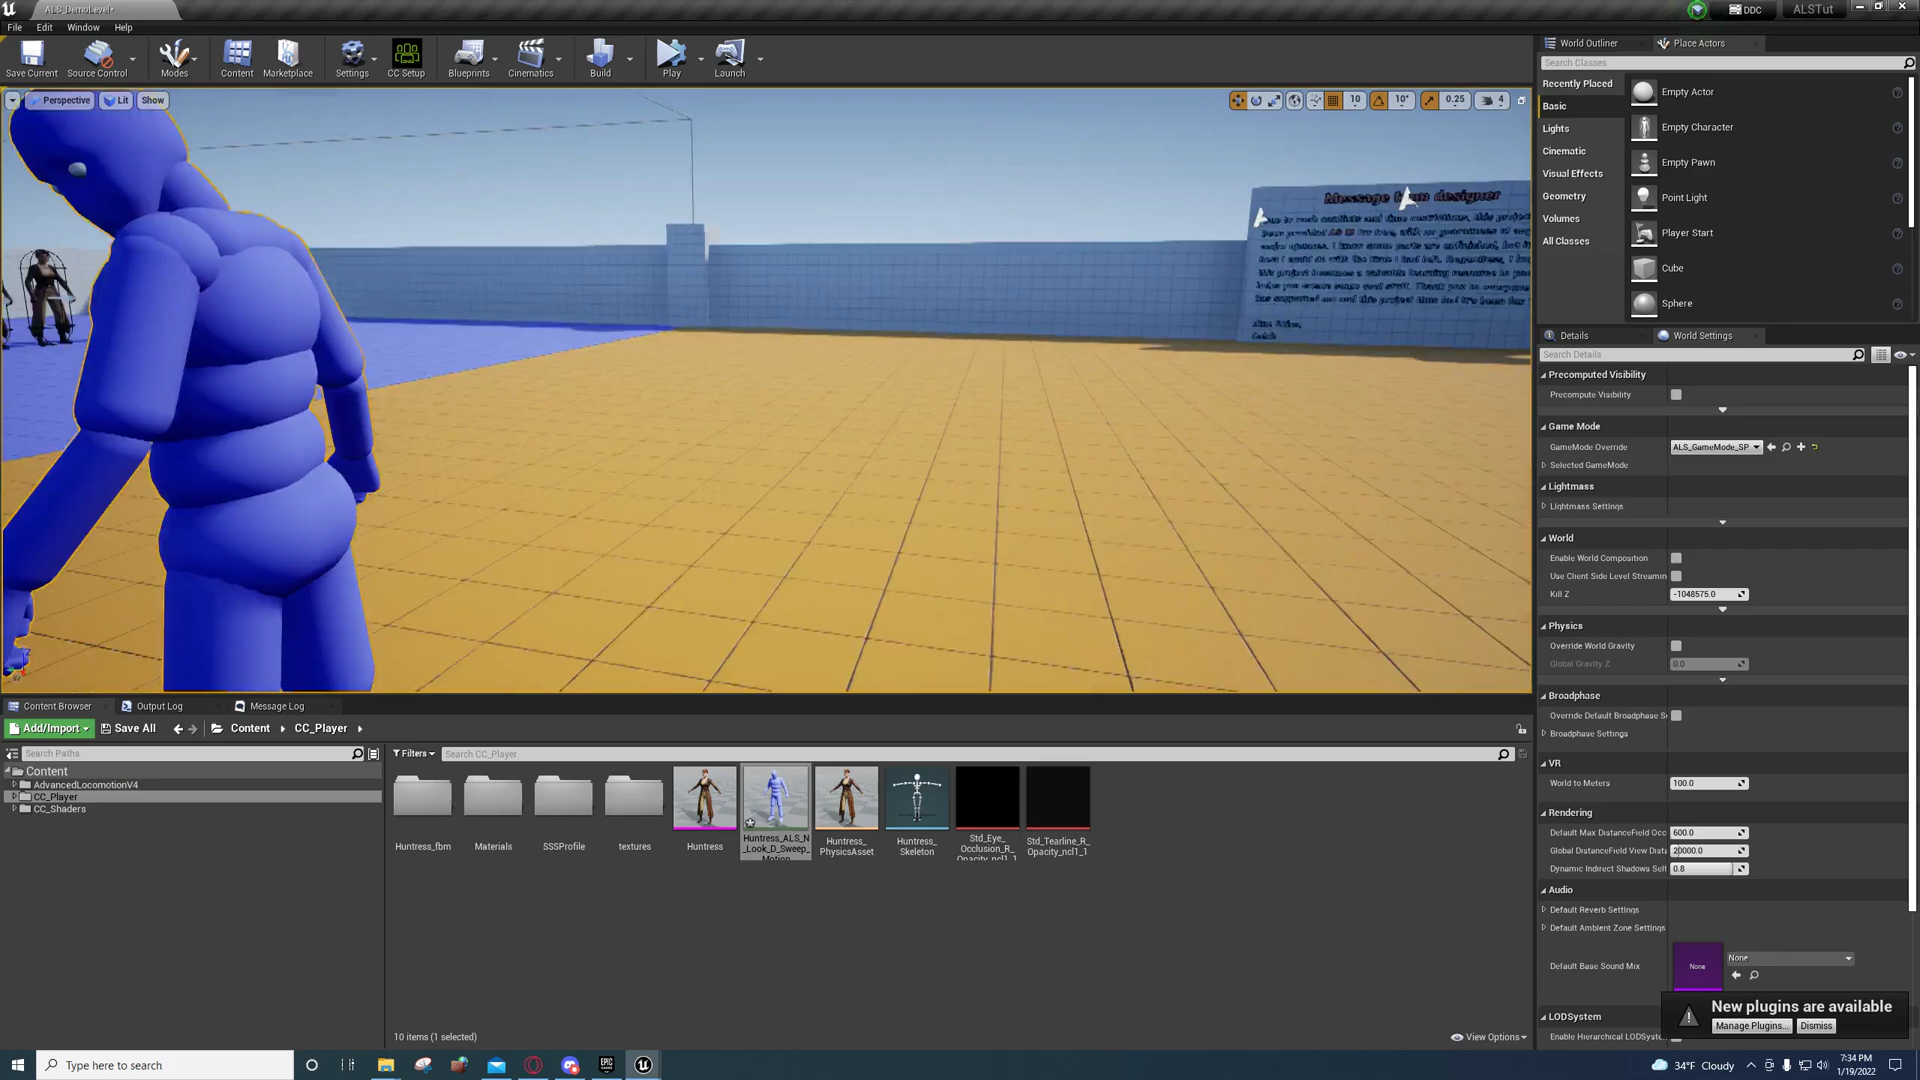 ALS_DemoLevel*
DDC
ALSTut
File Edit Window Help
Save Current Source Control Modes Content Marketplace Settings CC Setup Blueprints Cinematics Build Play Launch
Perspective Lit Show
10 10° 0.25 4
Message from designer
World Outliner Place Actors
Search Classes
Recently Placed
Basic
Lights
Cinematic
Visual Effects
Geometry
Volumes
All Classes
Empty Actor
Empty Character
Empty Pawn
Point Light
Player Start
Cube
Sphere
Details World Settings
Search Details
Precomputed Visibility
Precompute Visibility
Game Mode
GameMode Override ALS_GameMode_SP
Selected GameMode
Lightmass
Lightmass Settings
World
Enable World Composition
Use Client Side Level Streamin
Kill Z -1048575.0
Physics
Override World Gravity
Global Gravity Z 0.0
Broadphase
Override Default Broadphase Se
Broadphase Settings
VR
World to Meters 100.0
Rendering
Default Max DistanceField Occ 600.0
Global DistanceField View Dista 20000.0
Dynamic Indirect Shadows Self 0.8
Audio
Default Reverb Settings
Default Ambient Zone Settings
Default Base Sound Mix None None
LODSystem
Enable Hierarchical LODSyste
New plugins are available
Manage Plugins... Dismiss
Content Browser Output Log Message Log
Add/Import Save All Content CC_Player
Search Paths
Filters Search CC_Player
Content
AdvancedLocomotionV4
CC_Player
CC_Shaders
Huntress_fbm
Materials
SSSProfile
textures
Huntress
Huntress_ALS_N
_Look_D_Sweep_
Motion
Huntress_
PhysicsAsset
Huntress_
Skeleton
Std_Eye_
Occlusion_R_
Opacity_ncl1_1
Std_Tearline_R_
Opacity_ncl1_1
10 items (1 selected)
View Options
Type here to search
34°F Cloudy
7:34 PM
1/19/2022